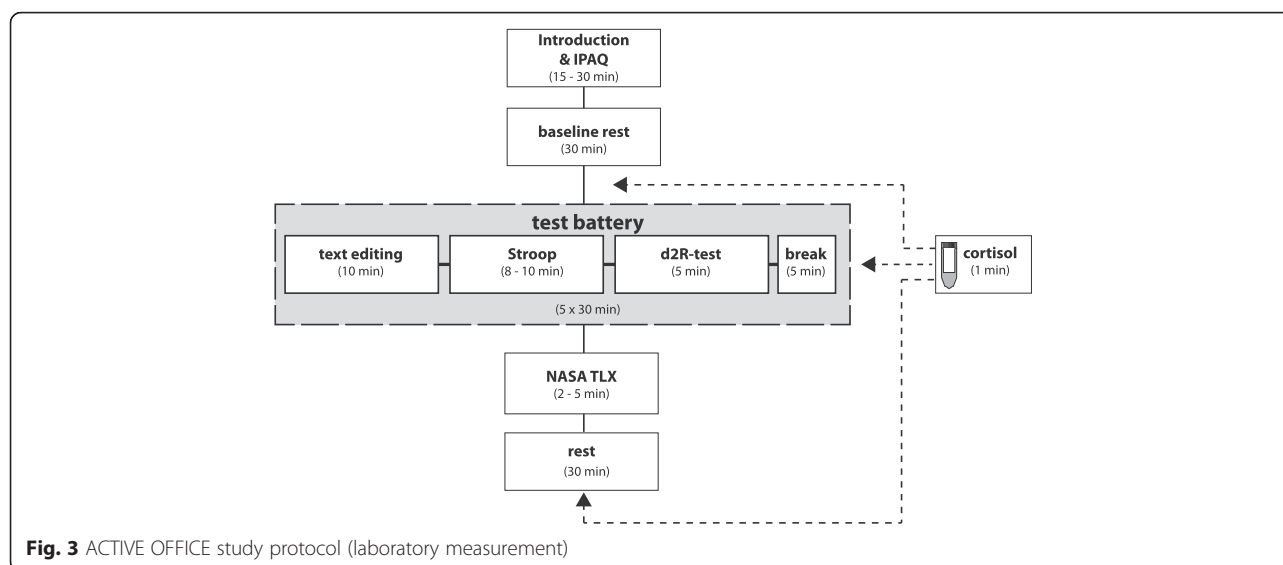 Introduction
& IPAQ
(15 - 30 min)
baseline rest
(30 min)
test battery
text editing
(10 min)
Stroop
(8 - 10 min)
d2R-test
(5 min)
break
(5 min)
cortisol
(1 min)
(5 x 30 min)
NASA TLX
(2 - 5 min)
rest
(30 min)
Fig. 3 ACTIVE OFFICE study protocol (laboratory measurement)